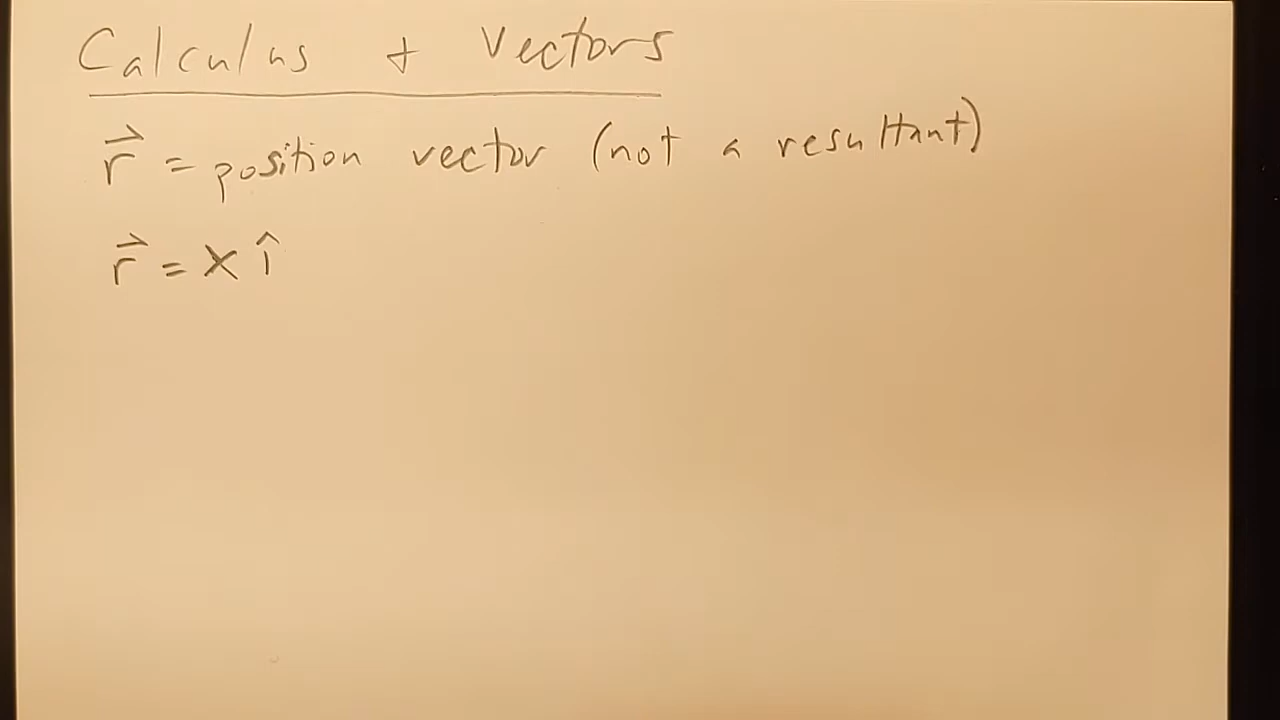 Calculus + Vectors
r⃗ = position vector (not a resultant)
r⃗ = x î